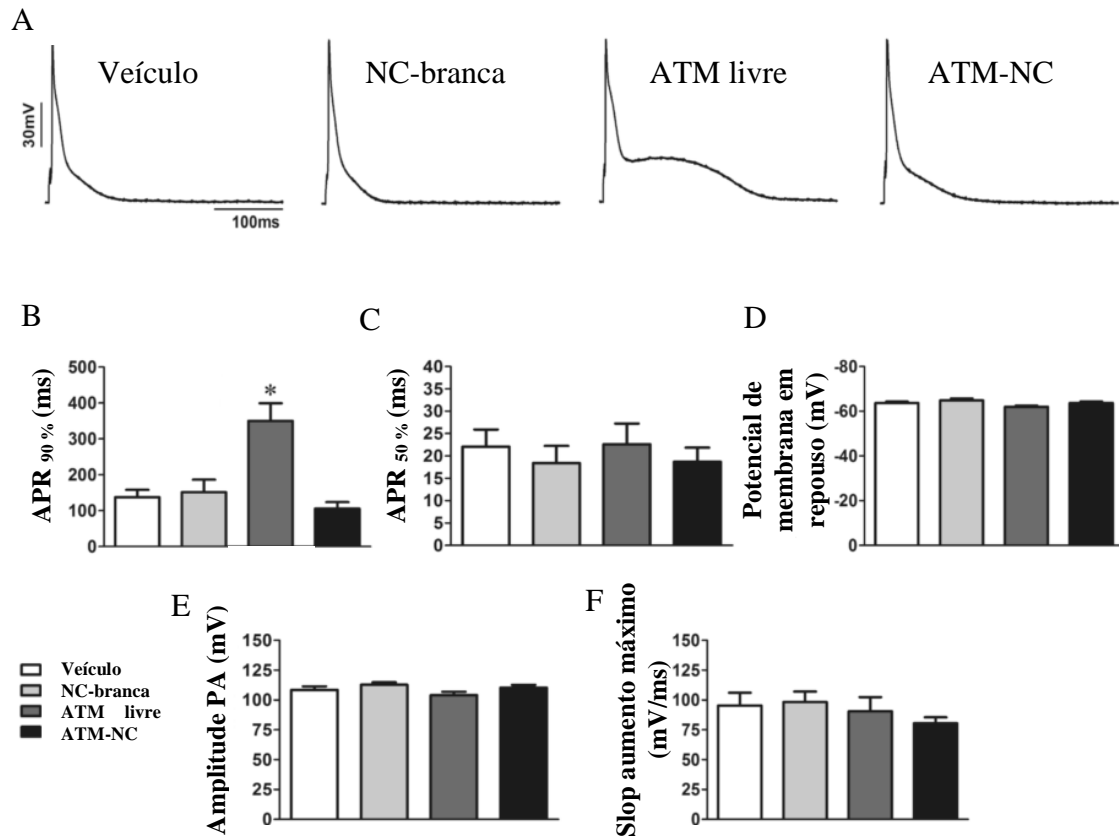 A
Veículo
NC-branca
ATM livre
ATM-NC
30mV
100ms
B
APR 90 % (ms)
500
400
300
200
100
0
*
C
APR 50 % (ms)
40
35
30
25
20
15
10
5
0
D
Potencial de
membrana em
repouso (mV)
-80
-60
-40
-20
0
E
Amplitude PA (mV)
150
125
100
75
50
25
0
F
Slop aumento máximo
(mV/ms)
150
125
100
75
50
25
0
Veículo
NC-branca
ATM livre
ATM-NC